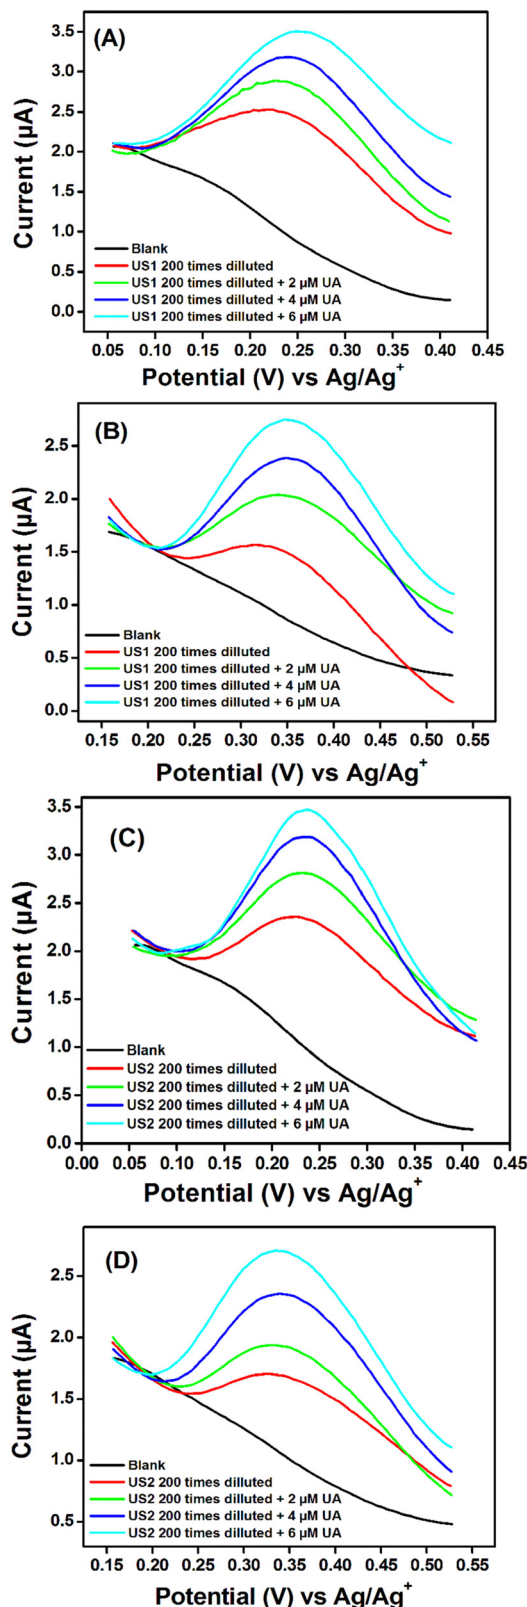 (A)
3.5
3.0
2.5
2.0
1.5
1.0
0.5
0.0
Current (µA)
Blank
US1 200 times dilluted
US1 200 times dilluted + 2 µM UA
US1 200 times dilluted + 4 µM UA
US1 200 times dilluted + 6 µM UA
0.05 0.10 0.15 0.20 0.25 0.30 0.35 0.40 0.45
Potential (V) vs Ag/Ag+
(B)
2.5
2.0
1.5
1.0
0.5
0.0
Current (µA)
Blank
US1 200 times dilluted
US1 200 times dilluted + 2 µM UA
US1 200 times dilluted + 4 µM UA
US1 200 times dilluted + 6 µM UA
0.15 0.20 0.25 0.30 0.35 0.40 0.45 0.50 0.55
Potential (V) vs Ag/Ag+
(C)
3.5
3.0
2.5
2.0
1.5
1.0
0.5
0.0
Current (µA)
Blank
US2 200 times dilluted
US2 200 times dilluted + 2 µM UA
US2 200 times dilluted + 4 µM UA
US2 200 times dilluted + 6 µM UA
0.00 0.05 0.10 0.15 0.20 0.25 0.30 0.35 0.40 0.45
Potential (V) vs Ag/Ag+
(D)
2.5
2.0
1.5
1.0
0.5
Current (µA)
Blank
US2 200 times dilluted
US2 200 times dilluted + 2 µM UA
US2 200 times dilluted + 4 µM UA
US2 200 times dilluted + 6 µM UA
0.15 0.20 0.25 0.30 0.35 0.40 0.45 0.50 0.55
Potential (V) vs Ag/Ag+